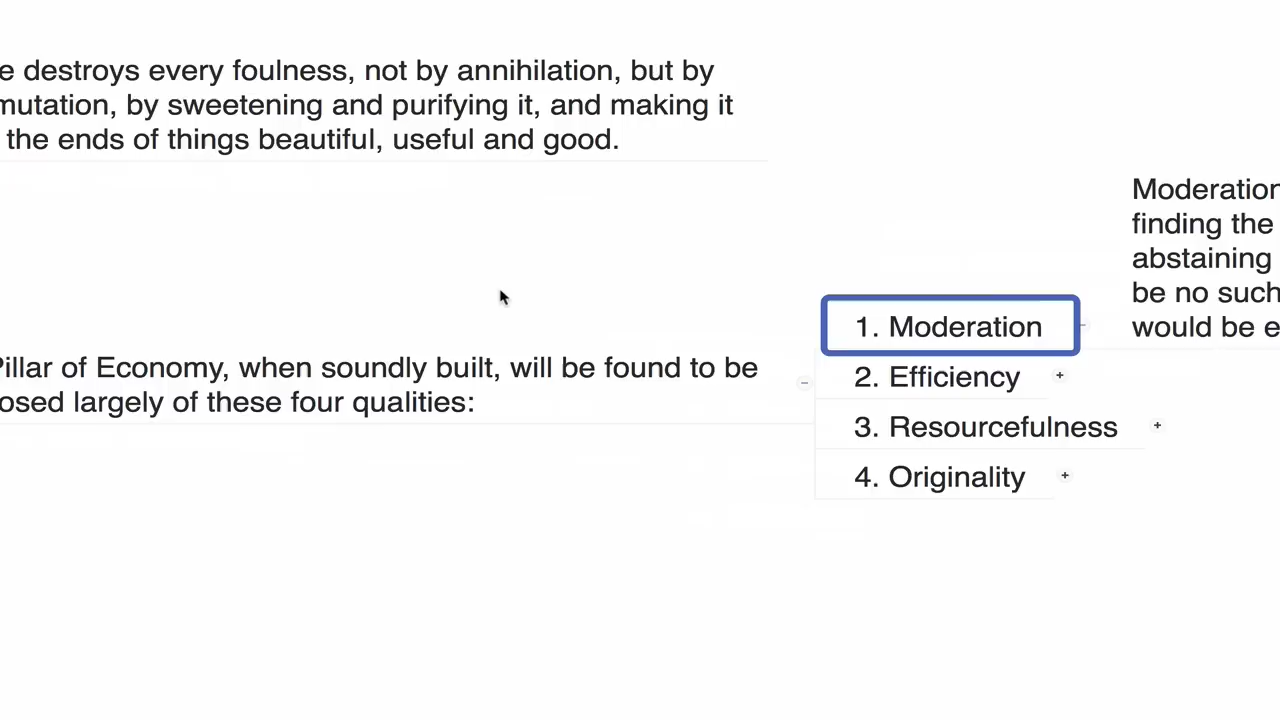 e destroys every foulness, not by annihilation, but by
mutation, by sweetening and purifying it, and making it
the ends of things beautiful, useful and good.
Pillar of Economy, when soundly built, will be found to be
osed largely of these four qualities:
1. Moderation
2. Efficiency
3. Resourcefulness
4. Originality
Moderation
finding the
abstaining
be no such
would be e